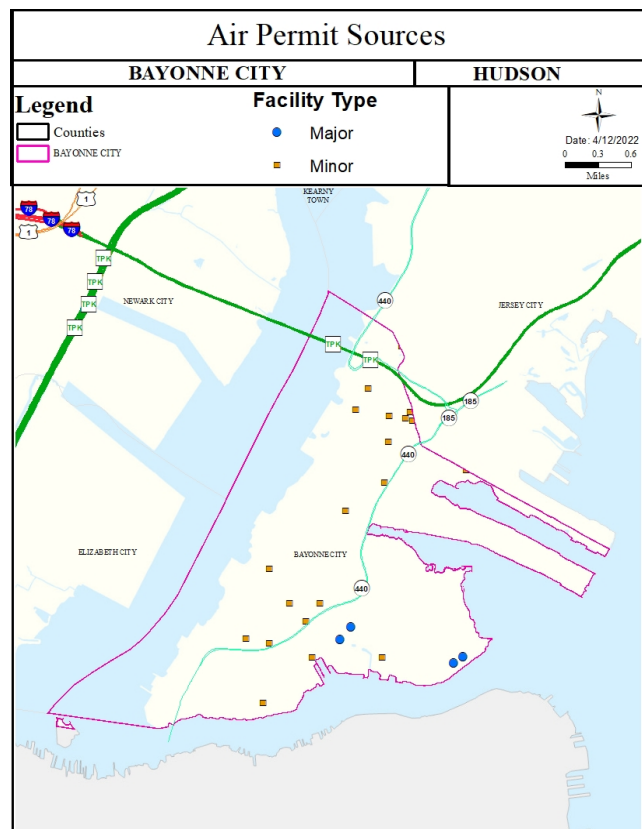 Air Permit Sources
BAYONNE CITY
HUDSON
Legend
Counties
BAYONNE CITY
Facility Type
Major
Minor
N
Date: 4/12/2022
0 0.3 0.6
Miles
KEARNY
TOWN
78
1
78
1
78
TPK
TPK
TPK
TPK
NEWARK CITY
440
JERSEY CITY
TPK
TPK
185
185
440
ELIZABETH CITY
BAYONNE CITY
440